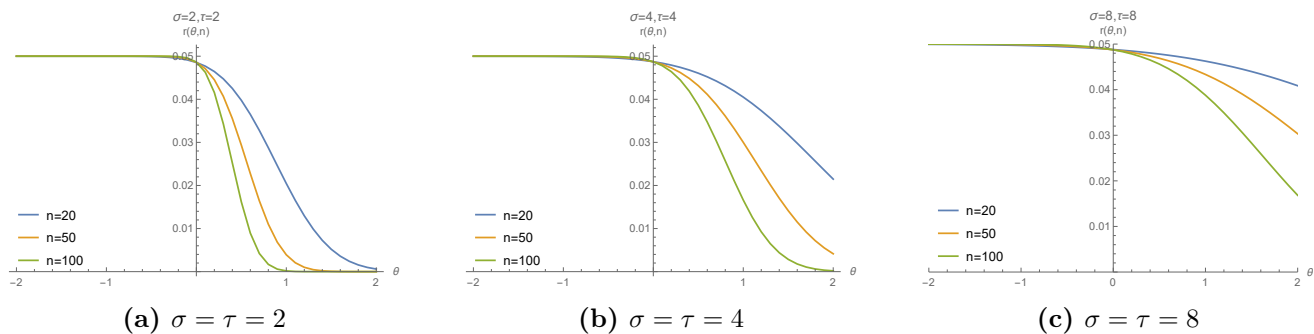 σ=2,τ=2
r(θ,n)
0.05
0.04
0.03
0.02
0.01
n=20
n=50
n=100
-2 -1 0 1 2 θ
(a) σ = τ = 2
σ=4,τ=4
r(θ,n)
0.05
0.04
0.03
0.02
0.01
n=20
n=50
n=100
-2 -1 0 1 2 θ
(b) σ = τ = 4
σ=8,τ=8
r(θ,n)
0.05
0.04
0.03
0.02
0.01
n=20
n=50
n=100
-2 -1 0 1 2 θ
(c) σ = τ = 8